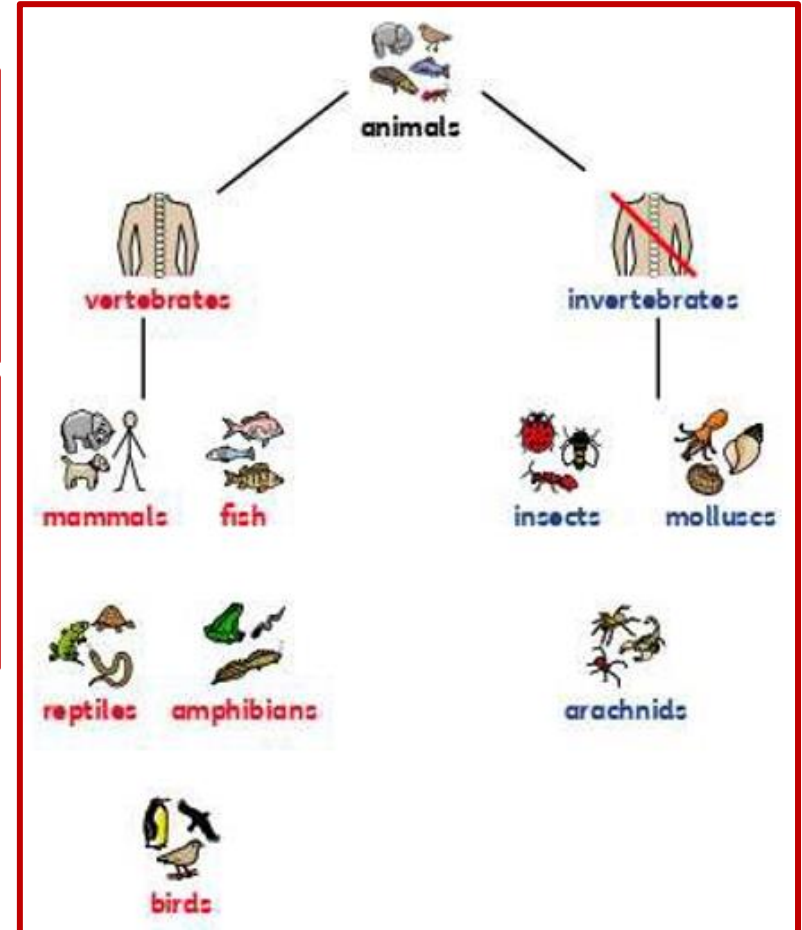 animals
vertebrates
invertebrates
mammals
fish
insects
molluscs
reptiles
amphibians
arachnids
birds